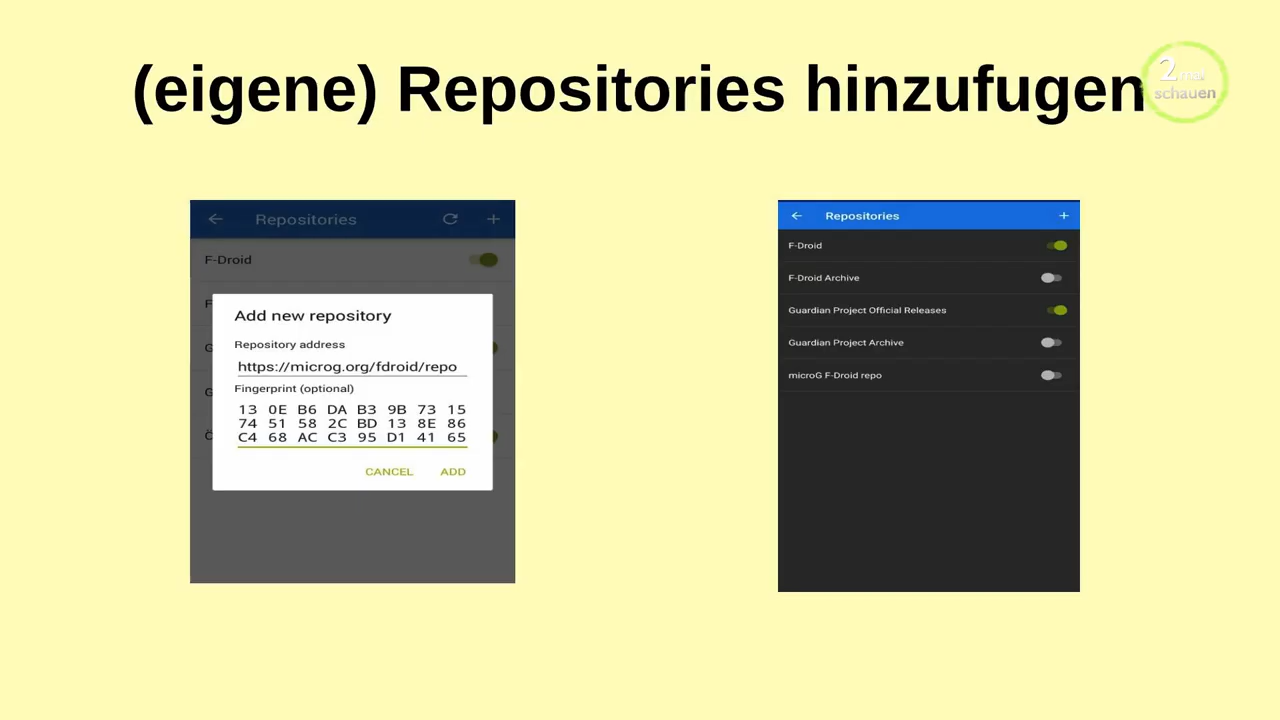 (eigene) Repositories hinzufugen
2.mal
schauen
Repositories
F-Droid
F
G
G
Add new repository
Repository address
https://microg.org/fdroid/repo
Fingerprint (optional)
13 0E B6 DA B3 9B 73 15
74 51 58 2C BD 13 8E 86
C4 68 AC C3 95 D1 41 65
CANCEL ADD
Repositories
F-Droid
F-Droid Archive
Guardian Project Official Releases
Guardian Project Archive
microG F-Droid repo